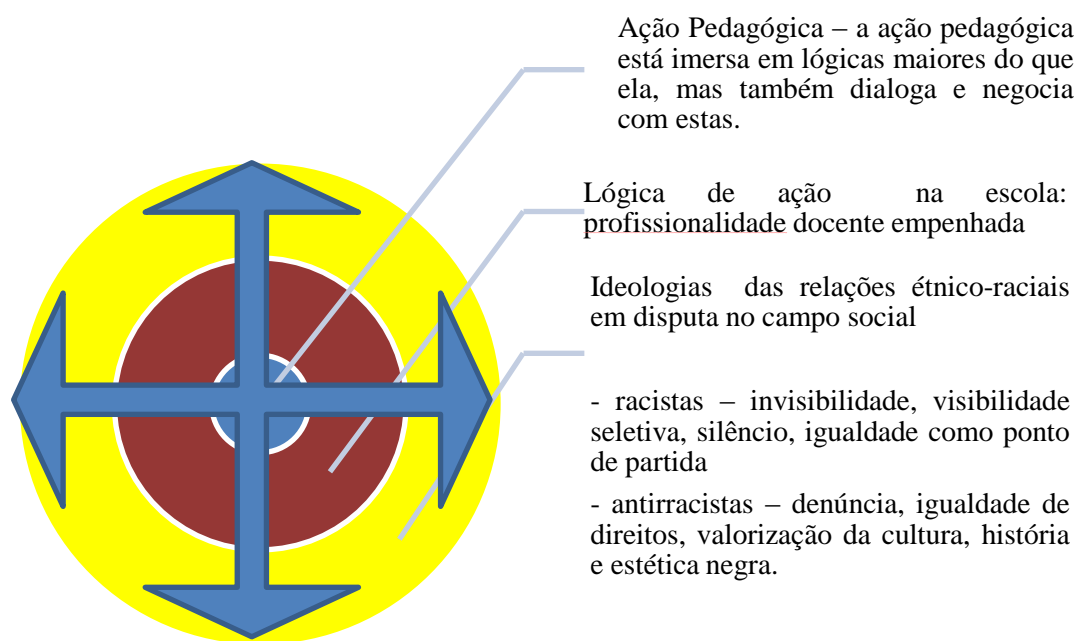 Ação Pedagógica – a ação pedagógica
está imersa em lógicas maiores do que
ela, mas também dialoga e negocia
com estas.
Lógica de ação na escola:
profissionalidade docente empenhada
Ideologias das relações étnico-raciais
em disputa no campo social
- racistas – invisibilidade, visibilidade
seletiva, silêncio, igualdade como ponto
de partida
- antirracistas – denúncia, igualdade de
direitos, valorização da cultura, história
e estética negra.